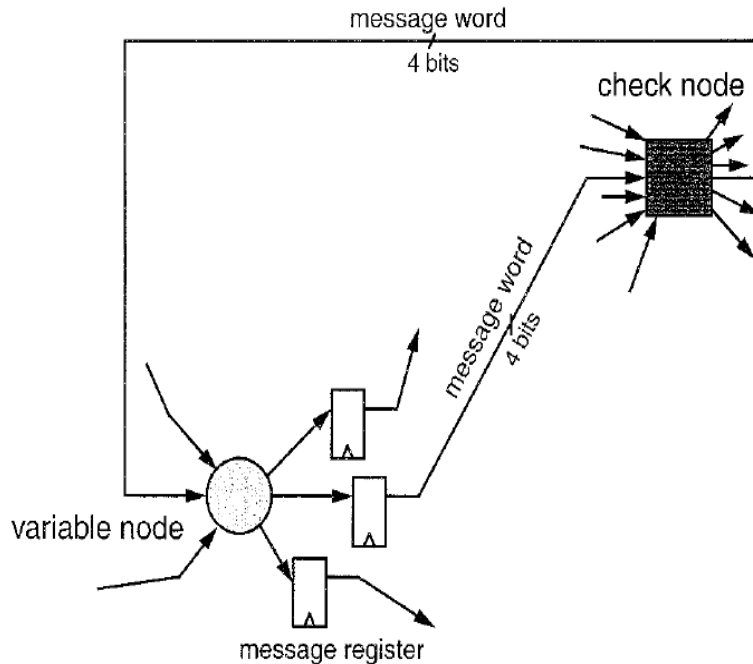 message word
4 bits
check node
message word
4 bits
variable node
message register